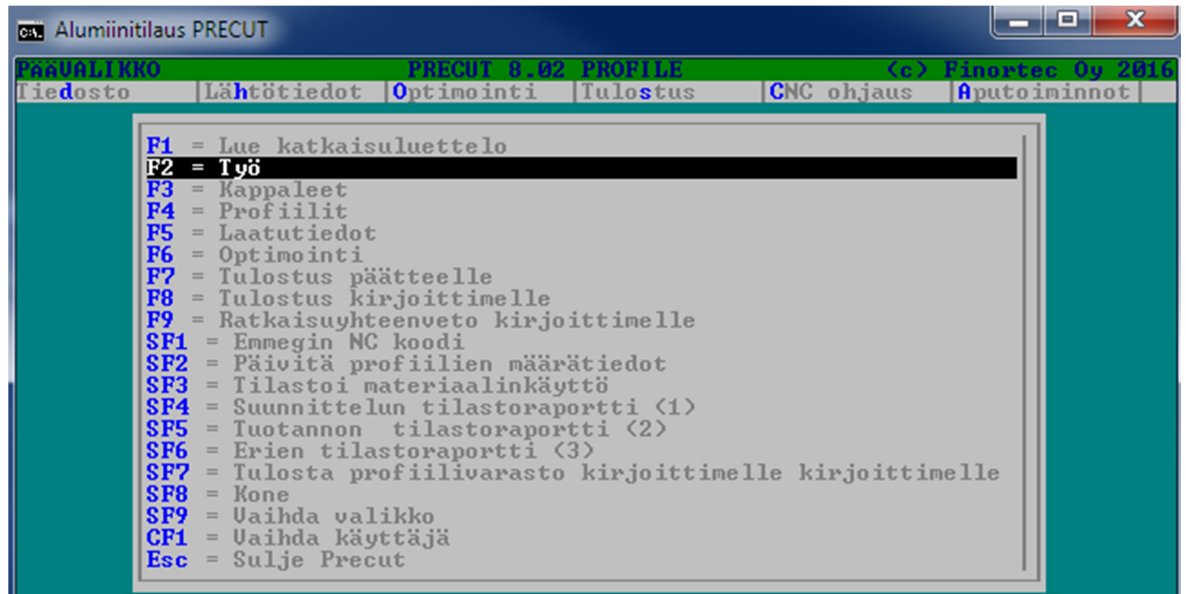 C:\. Alumiinitilaus PRECUT
PÄÄVALIKKO PRECUT 8.02 PROFILE (c) Finortec Oy 2016
Tiedosto |Lähtötiedot |Optimointi |Tulostus |CNC ohjaus |Aputoiminnot|
F1 = Lue katkaisuluettelo
F2 = Työ
F3 = Kappaleet
F4 = Profiilit
F5 = Laatutiedot
F6 = Optimointi
F7 = Tulostus päätteelle
F8 = Tulostus kirjoittimelle
F9 = Ratkaisuyhteenveto kirjoittimelle
SF1 = Emmegin NC koodi
SF2 = Päivitä profiilien määrätiedot
SF3 = Tilastoi materiaalinkäyttö
SF4 = Suunnittelun tilastoraportti (1)
SF5 = Tuotannon tilastoraportti (2)
SF6 = Erien tilastoraportti (3)
SF7 = Tulosta profiilivarasto kirjoittimelle kirjoittimelle
SF8 = Kone
SF9 = Vaihda valikko
CF1 = Vaihda käyttäjä
Esc = Sulje Precut